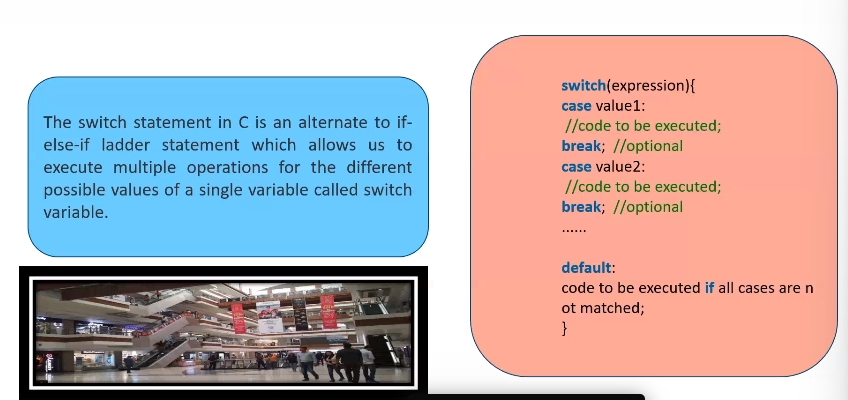 The switch statement in C is an alternate to if-
else-if ladder statement which allows us to
execute multiple operations for the different
possible values of a single variable called switch
variable.
switch(expression){
case value1:
//code to be executed;
break; //optional
case value2:
//code to be executed;
break; //optional
......
default:
code to be executed if all cases are n
ot matched;
}